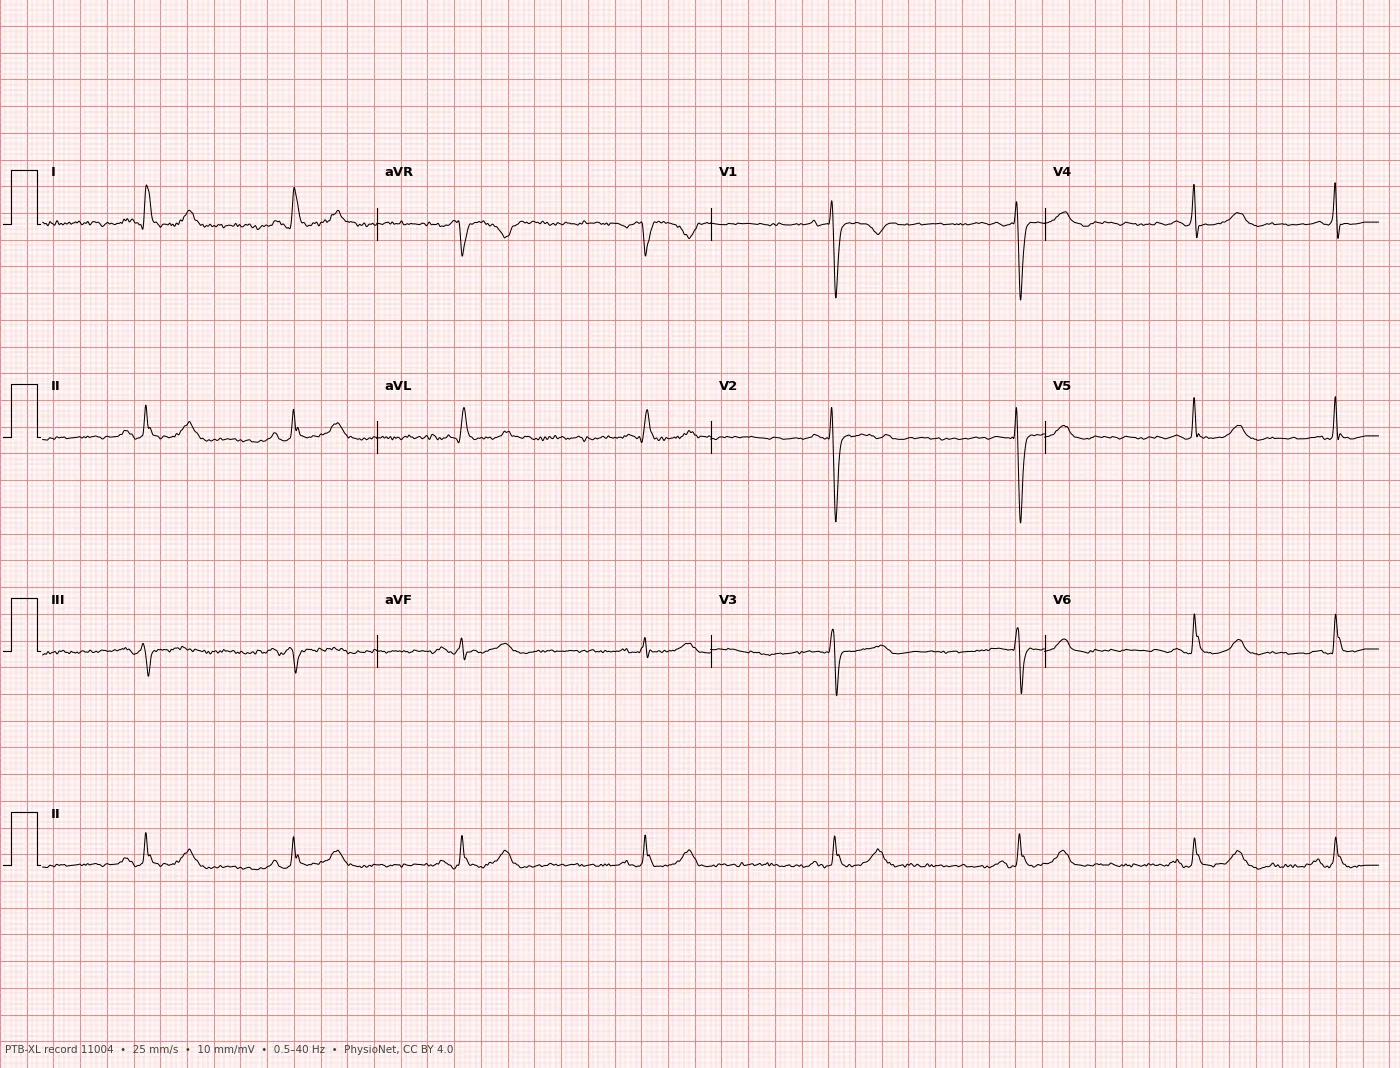 I aVR V1 V4
II aVL V2 V5
III aVF V3 V6
II
PTB-XL record 11004 • 25 mm/s • 10 mm/mV • 0.5–40 Hz • PhysioNet, CC BY 4.0